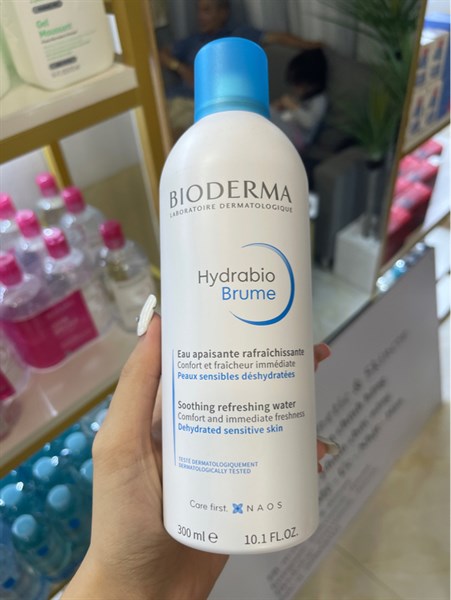 BIODERMA
LABORATOIRE DERMATOLOGIQUE
Hydrabio
Brume
Eau apaisante rafraîchissante
Confort et fraîcheur immédiate
Peaux sensibles déshydratées
Soothing refreshing water
Comfort and immediate freshness
Dehydrated sensitive skin
TESTÉ DERMATOLOGIQUEMENT
DERMATOLOGICALLY TESTED
Care first. NAOS
300 ml e 10.1 FL.OZ.
Gel
Moussant